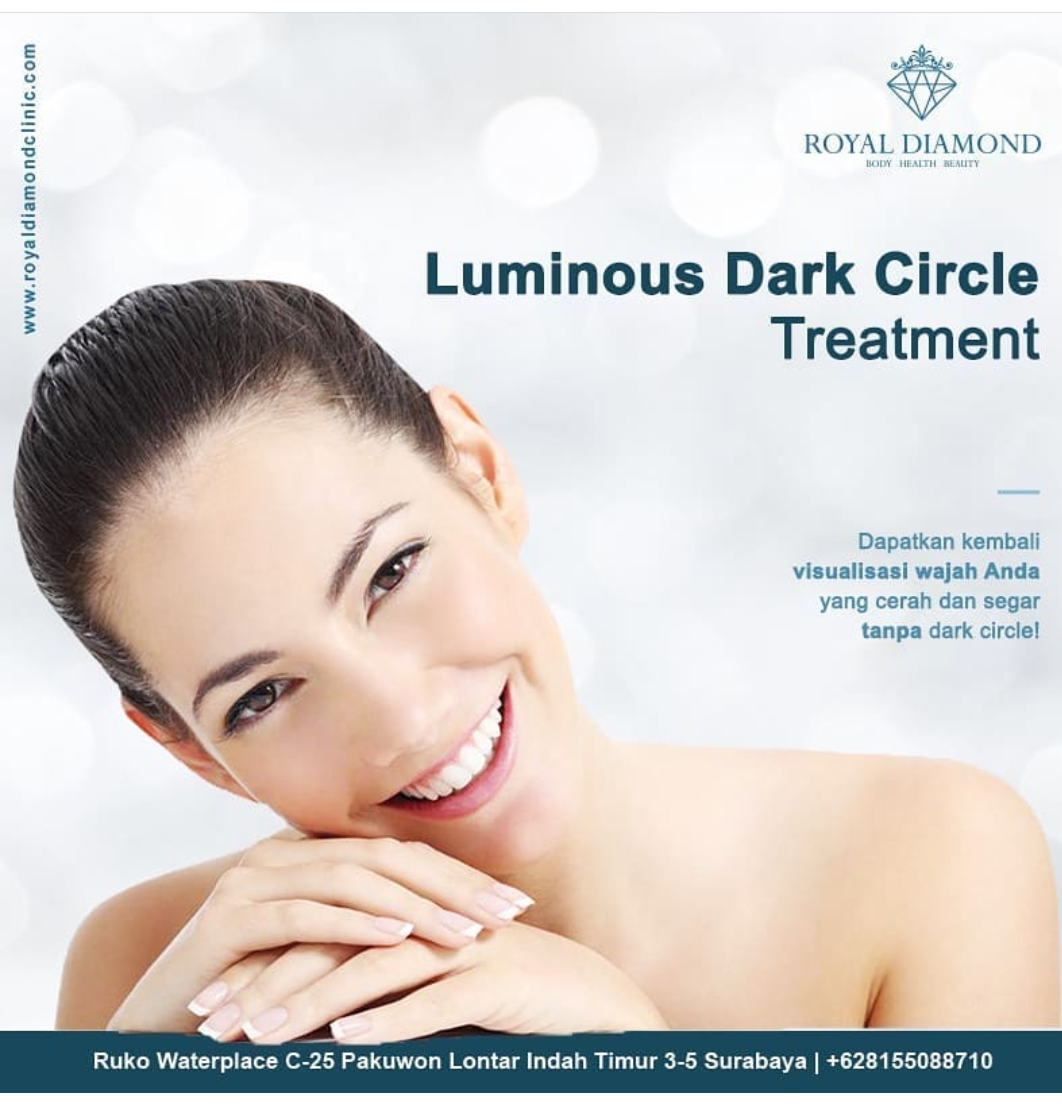 www.royaldiamondclinic.com
ROYAL DIAMOND
BODY HEALTH BEAUTY
Luminous Dark Circle
Treatment
Dapatkan kembali
visualisasi wajah Anda
yang cerah dan segar
tanpa dark circle!
Ruko Waterplace C-25 Pakuwon Lontar Indah Timur 3-5 Surabaya | +628155088710